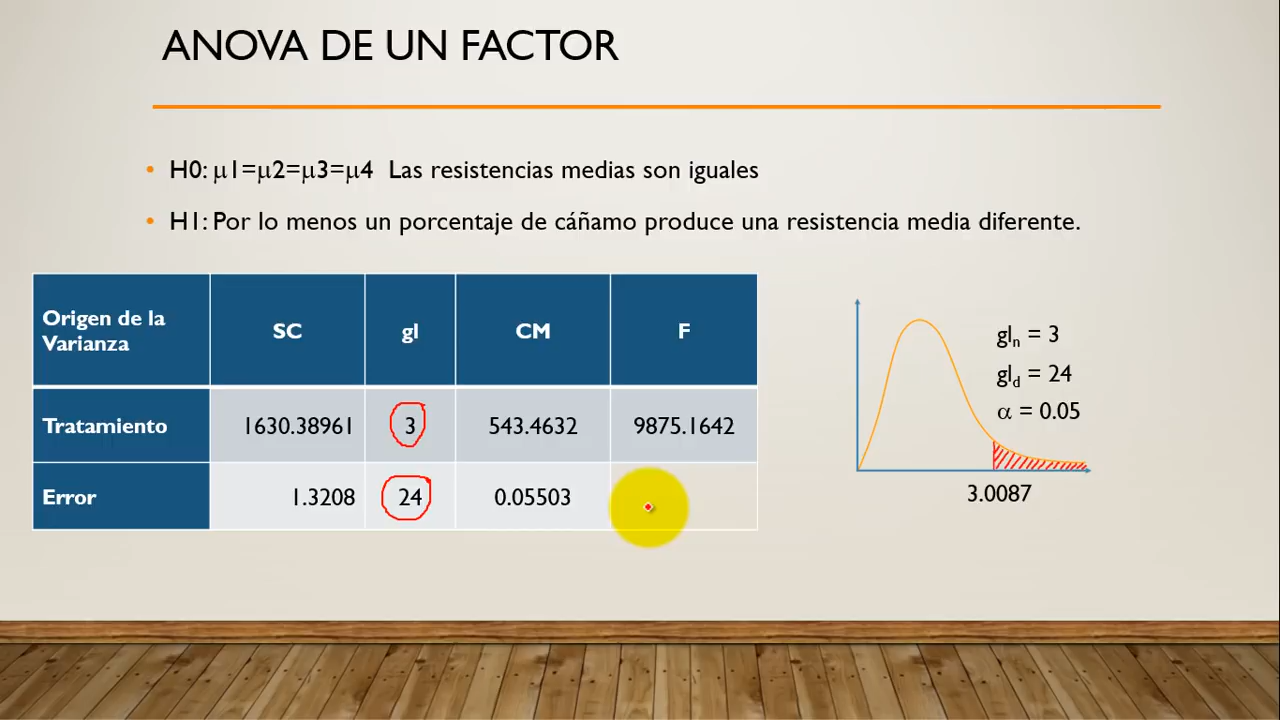 ANOVA DE UN FACTOR
• H0: μ1=μ2=μ3=μ4 Las resistencias medias son iguales
• H1: Por lo menos un porcentaje de cáñamo produce una resistencia media diferente.
Origen de la Varianza SC gl CM F
Tratamiento 1630.38961 3 543.4632 9875.1642
Error 1.3208 24 0.05503
gln = 3
gld = 24
α = 0.05
3.0087